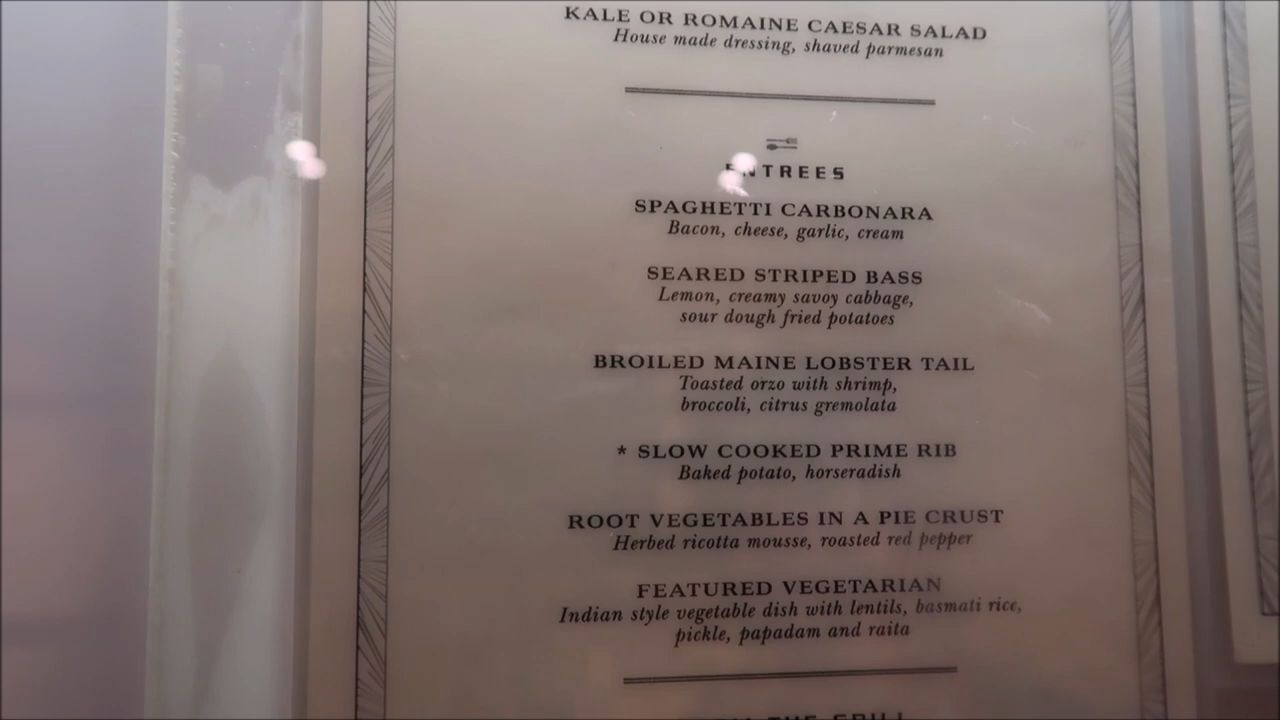 KALE OR ROMAINE CAESAR SALAD
House made dressing, shaved parmesan
ENTREES
SPAGHETTI CARBONARA
Bacon, cheese, garlic, cream
SEARED STRIPED BASS
Lemon, creamy savoy cabbage,
sour dough fried potatoes
BROILED MAINE LOBSTER TAIL
Toasted orzo with shrimp,
broccoli, citrus gremolata
* SLOW COOKED PRIME RIB
Baked potato, horseradish
ROOT VEGETABLES IN A PIE CRUST
Herbed ricotta mousse, roasted red pepper
FEATURED VEGETARIAN
Indian style vegetable dish with lentils, basmati rice,
pickle, papadam and raita
THE GRILL